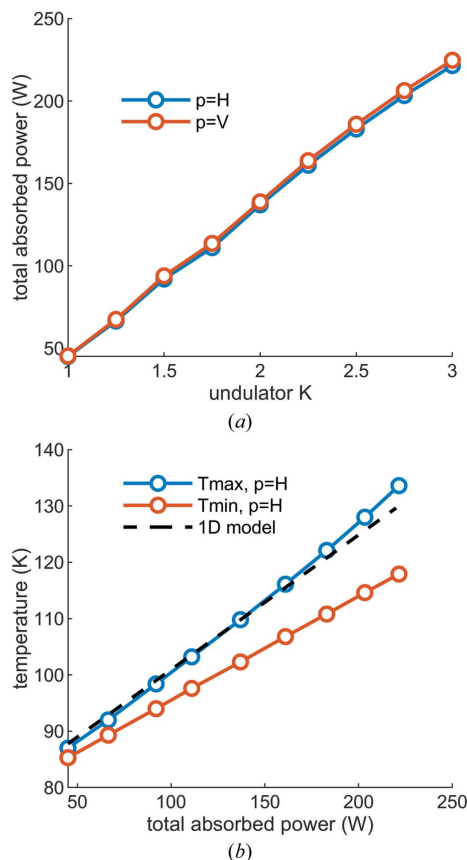 250
200
150
100
50
total absorbed power (W)
p=H
p=V
1
1.5
2
2.5
3
undulator K
(a)
140
130
120
110
100
90
80
temperature (K)
Tmax, p=H
Tmin, p=H
1D model
50
100
150
200
250
total absorbed power (W)
(b)